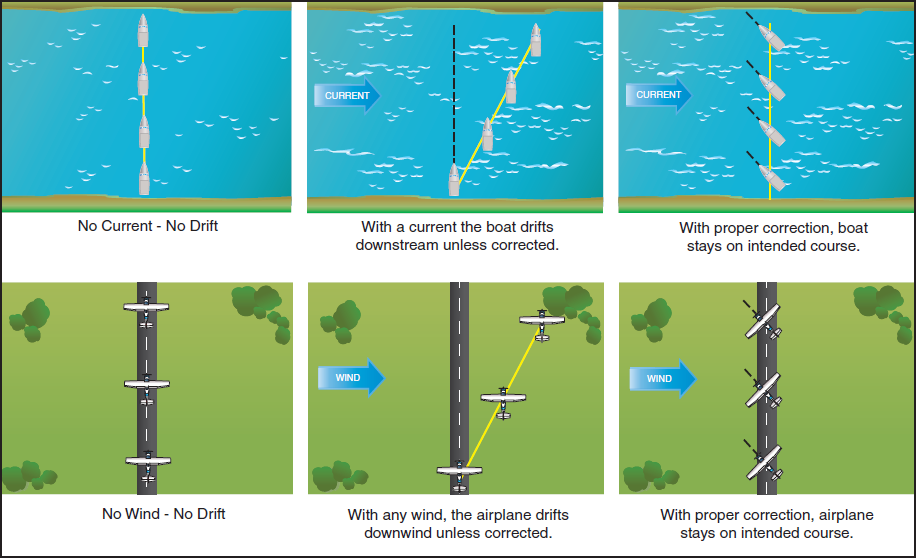 CURRENT
CURRENT
No Current - No Drift
With a current the boat drifts
downstream unless corrected.
With proper correction, boat
stays on intended course.
WIND
WIND
No Wind - No Drift
With any wind, the airplane drifts
downwind unless corrected.
With proper correction, airplane
stays on intended course.